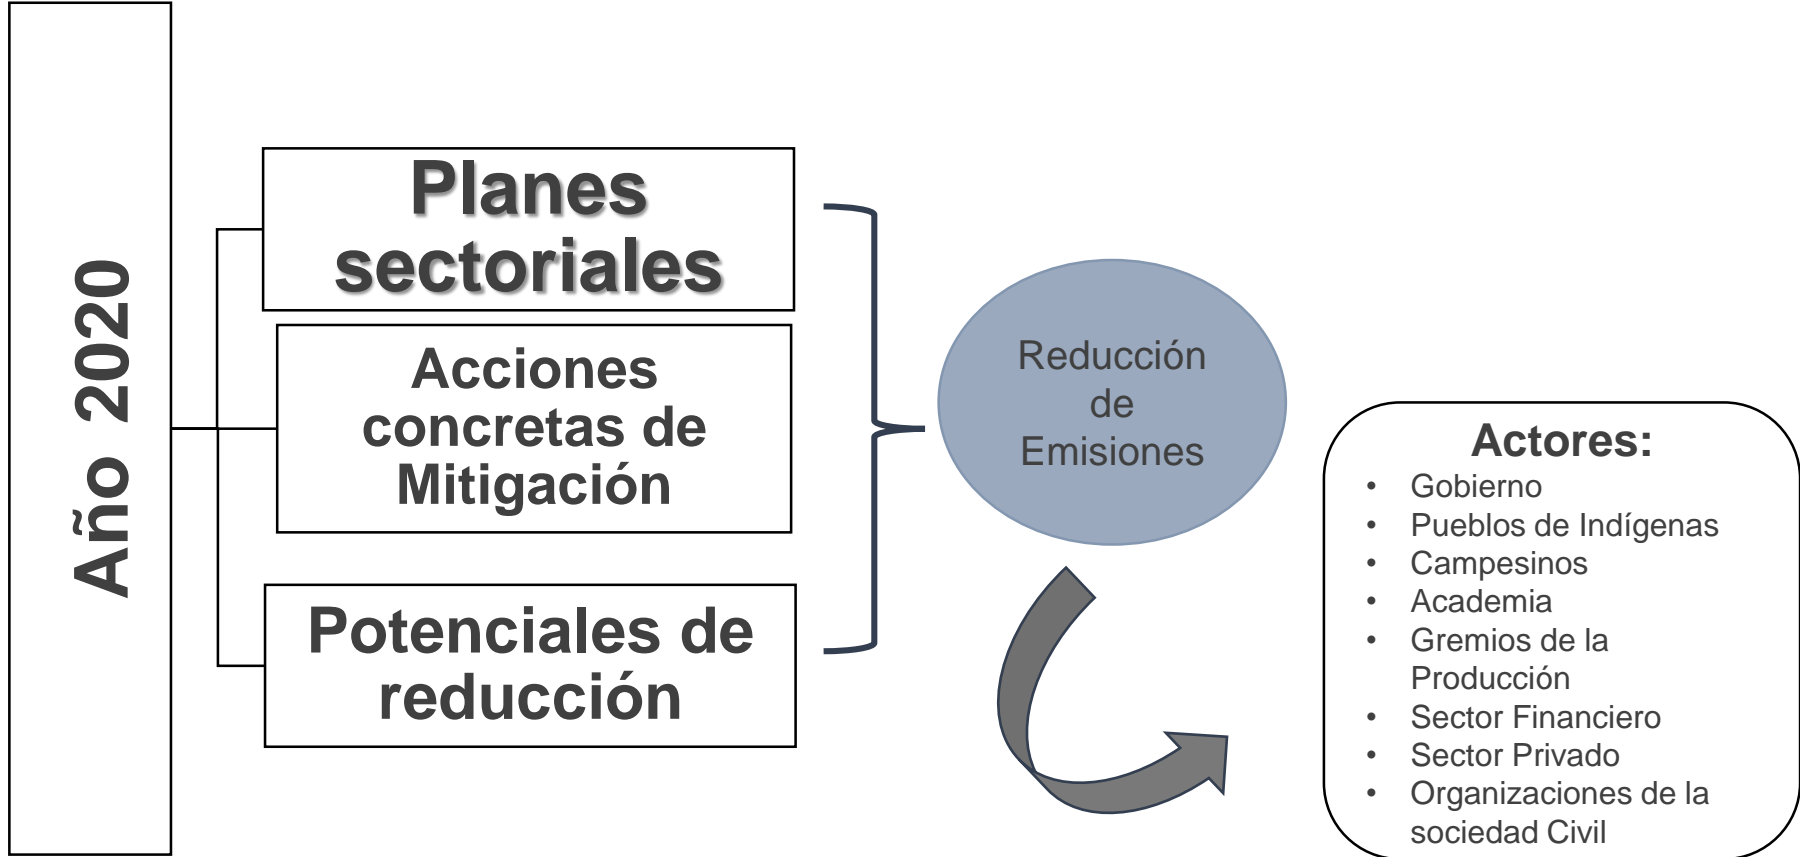 Año 2020
Planes
sectoriales
Acciones
concretas de
Mitigación
Potenciales de
reducción
Reducción
de
Emisiones
Actores:
• Gobierno
• Pueblos de Indígenas
• Campesinos
• Academia
• Gremios de la
Producción
• Sector Financiero
• Sector Privado
• Organizaciones de la
sociedad Civil